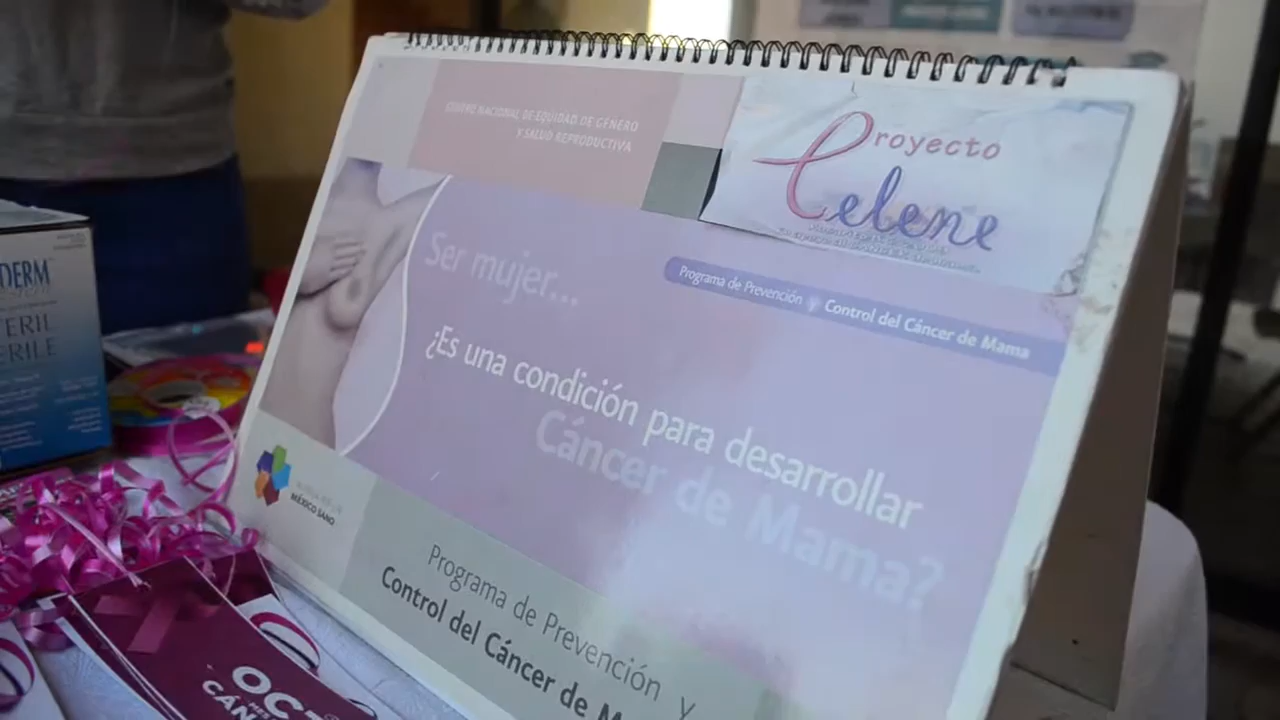 CENTRO NACIONAL DE EQUIDAD DE GÉNERO
Y SALUD REPRODUCTIVA
Proyecto
Celene
Programa de Prevención y Control del Cáncer de Mama
Ser mujer...
¿Es una condición para desarrollar
Cáncer de Mama?
MÉXICO SANO
Programa de Prevención y
Control del Cáncer de
DERM
TERIL
ERILE
OCT